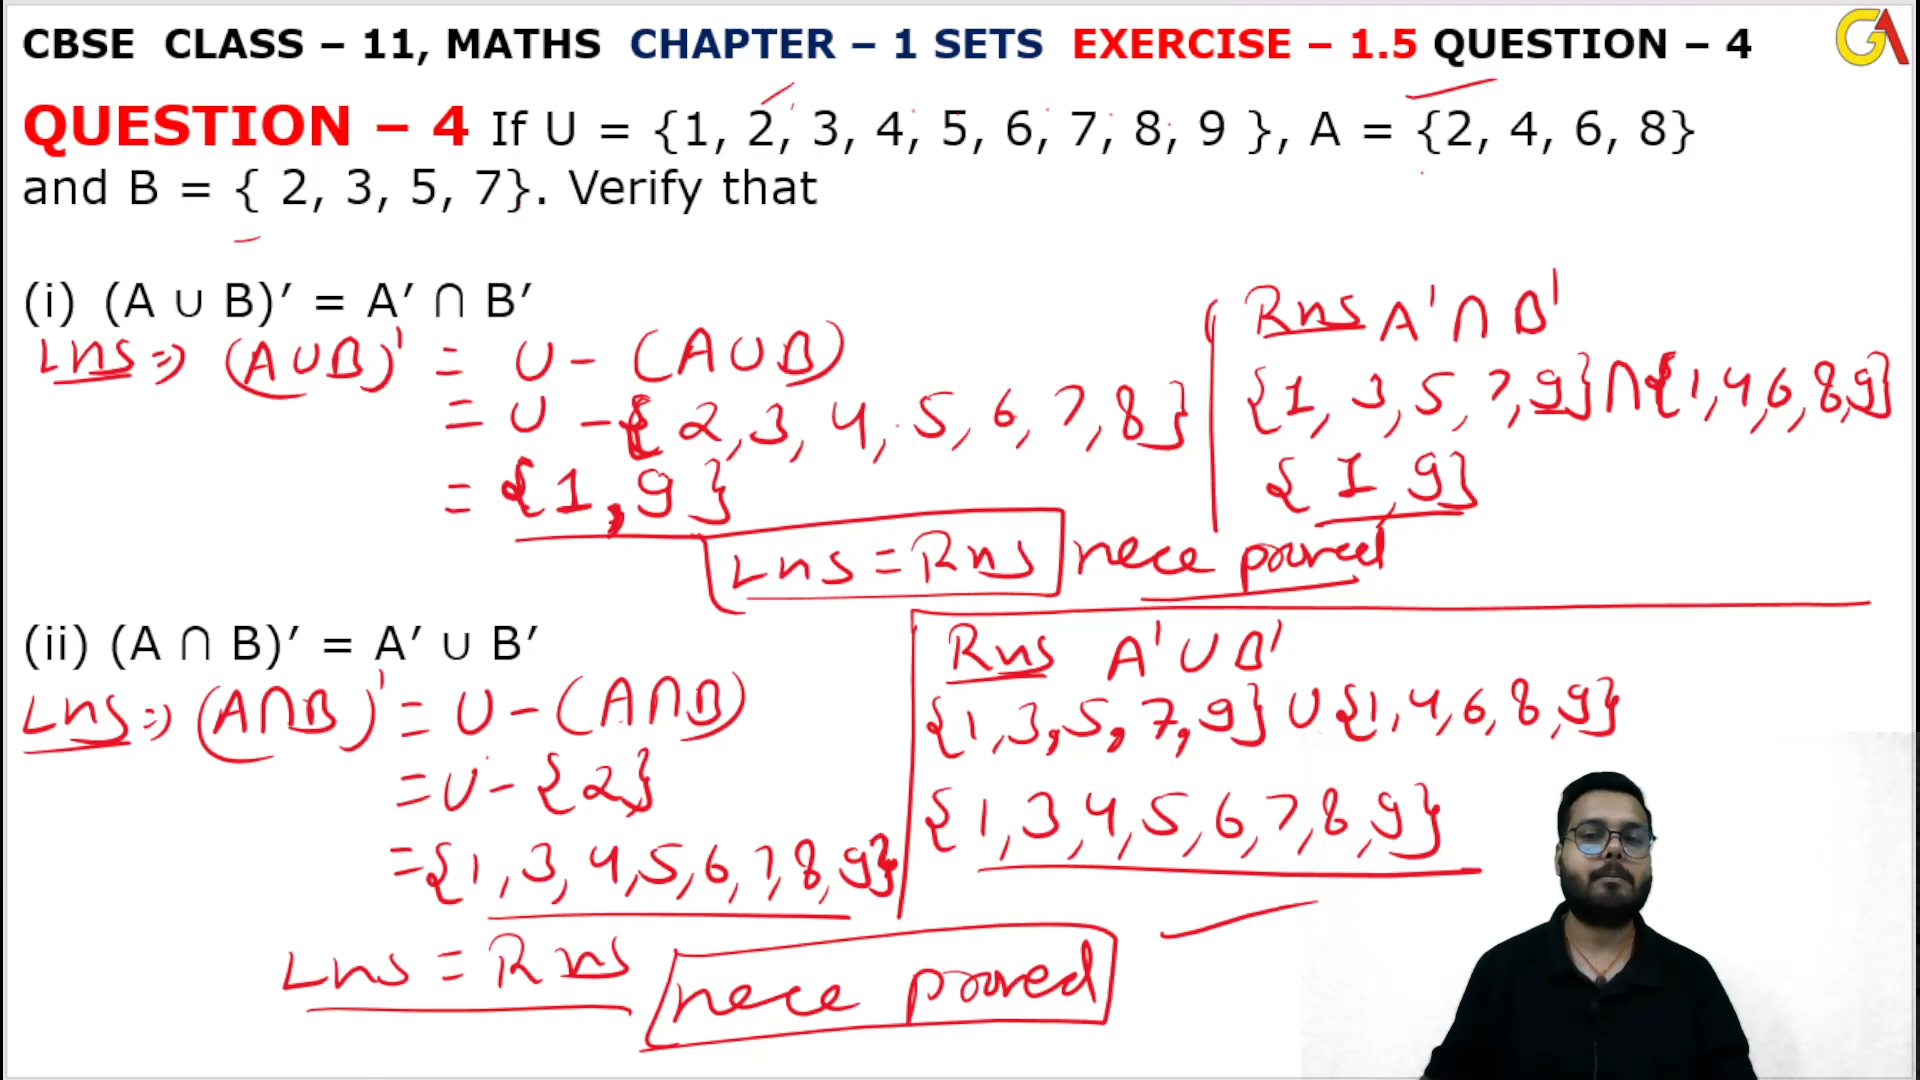 CBSE CLASS – 11, MATHS CHAPTER – 1 SETS EXERCISE – 1.5 QUESTION – 4
GA
QUESTION – 4 If U = {1, 2, 3, 4, 5, 6, 7, 8, 9 }, A = {2, 4, 6, 8}
and B = { 2, 3, 5, 7}. Verify that
(i) (A ∪ B)′ = A′ ∩ B′
LHS => (A∪B)' = U - (A∪B)
= U - { 2, 3, 4, 5, 6, 7, 8}
= {1, 9}
RHS A' ∩ B'
{1, 3, 5, 7, 9} ∩ {1, 4, 6, 8, 9}
{1, 9}
LHS = RHS hece proved
(ii) (A ∩ B)′ = A′ ∪ B′
LHS => (A∩B)' = U - (A∩B)
= U - {2}
= {1, 3, 4, 5, 6, 7, 8, 9}
RHS A' ∪ B'
{1, 3, 5, 7, 9} ∪ {1, 4, 6, 8, 9}
{1, 3, 4, 5, 6, 7, 8, 9}
LHS = RHS hece proved